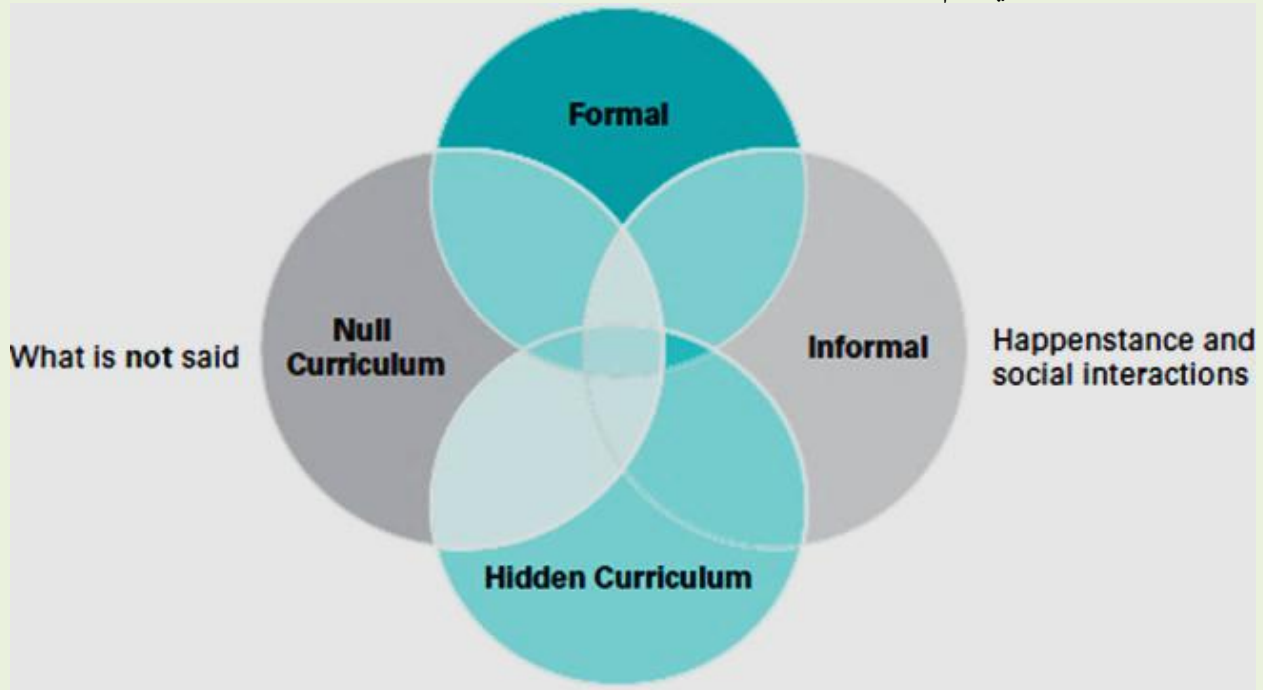 Formal
Null
Curriculum
What is not said
Informal
Happenstance and
social interactions
Hidden Curriculum